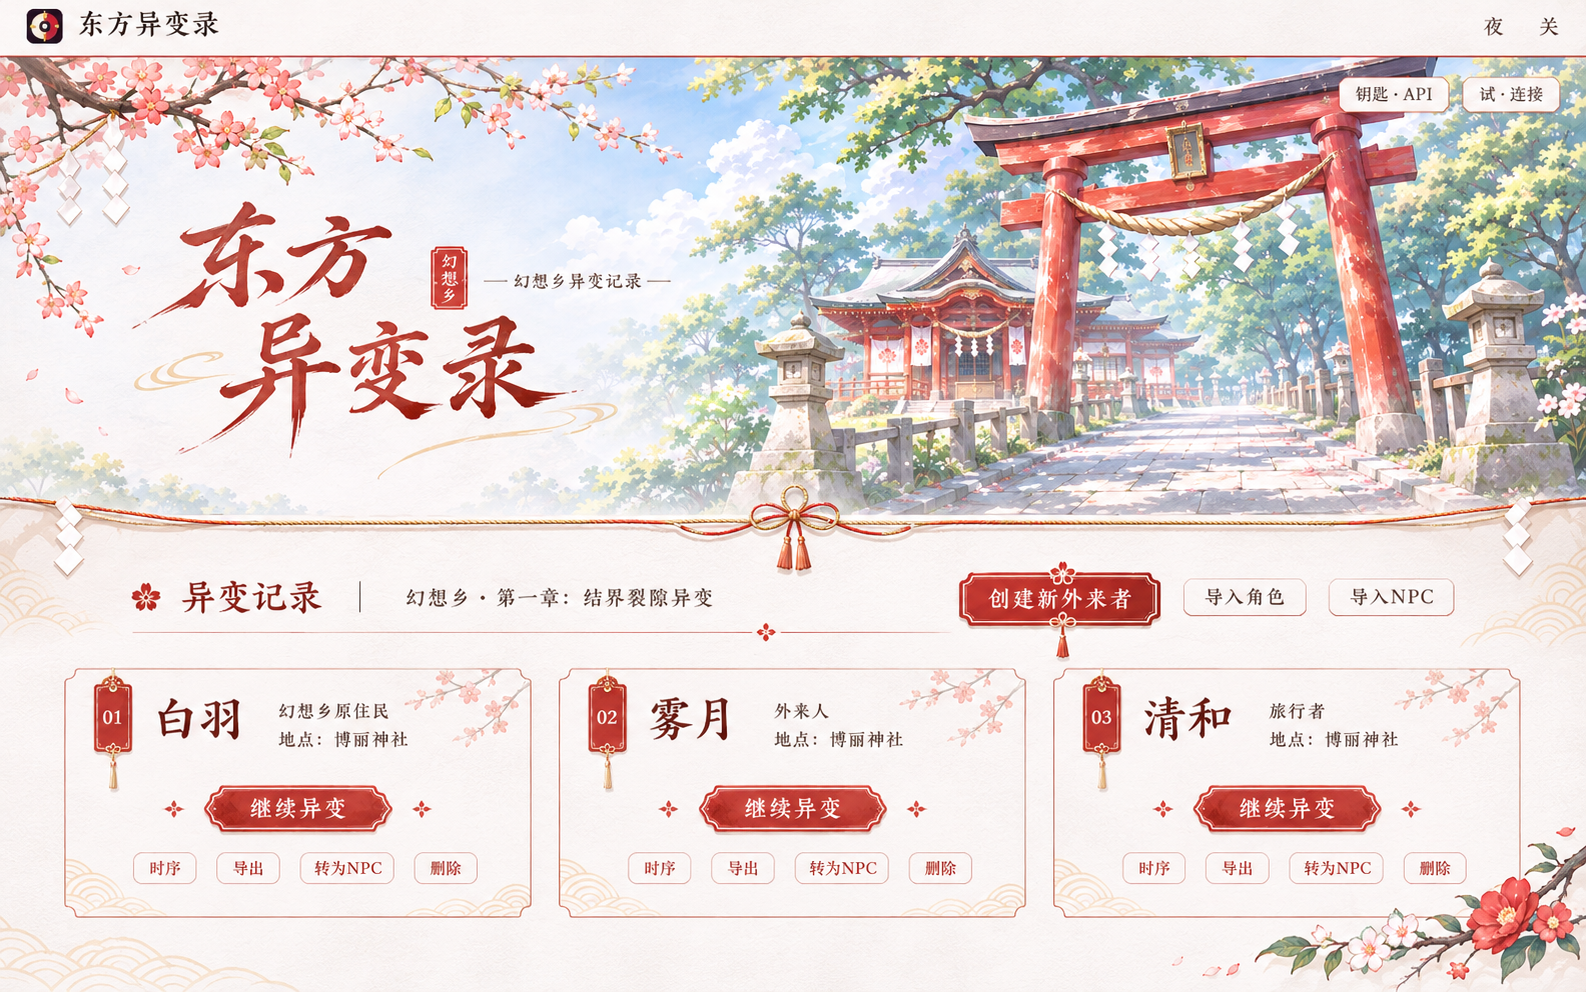 东方异变录
夜 关
钥匙·API 试·连接
东方
异变录
幻想乡
幻想乡异变记录
异变记录
幻想乡·第一章：结界裂隙异变
创建新外来者 导入角色 导入NPC
01
白羽
幻想乡原住民
地点：博丽神社
继续异变
时序 导出 转为NPC 删除
02
雾月
外来人
地点：博丽神社
继续异变
时序 导出 转为NPC 删除
03
清和
旅行者
地点：博丽神社
继续异变
时序 导出 转为NPC 删除